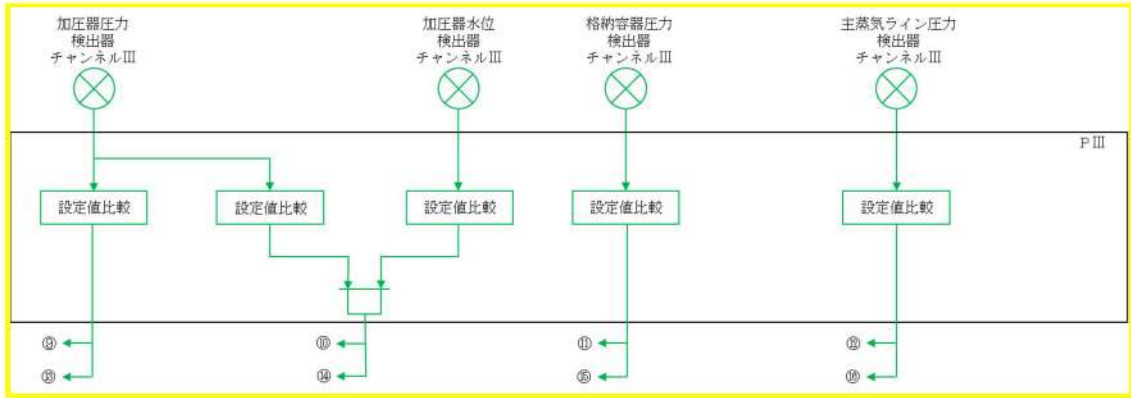 加圧器圧力
検出器
チャンネルⅢ
加圧器水位
検出器
チャンネルⅢ
格納容器圧力
検出器
チャンネルⅢ
主蒸気ライン圧力
検出器
チャンネルⅢ
PⅢ
設定値比較
設定値比較
設定値比較
設定値比較
設定値比較
⑨
⑩
⑪
⑫
⑬
⑭
⑮
⑯